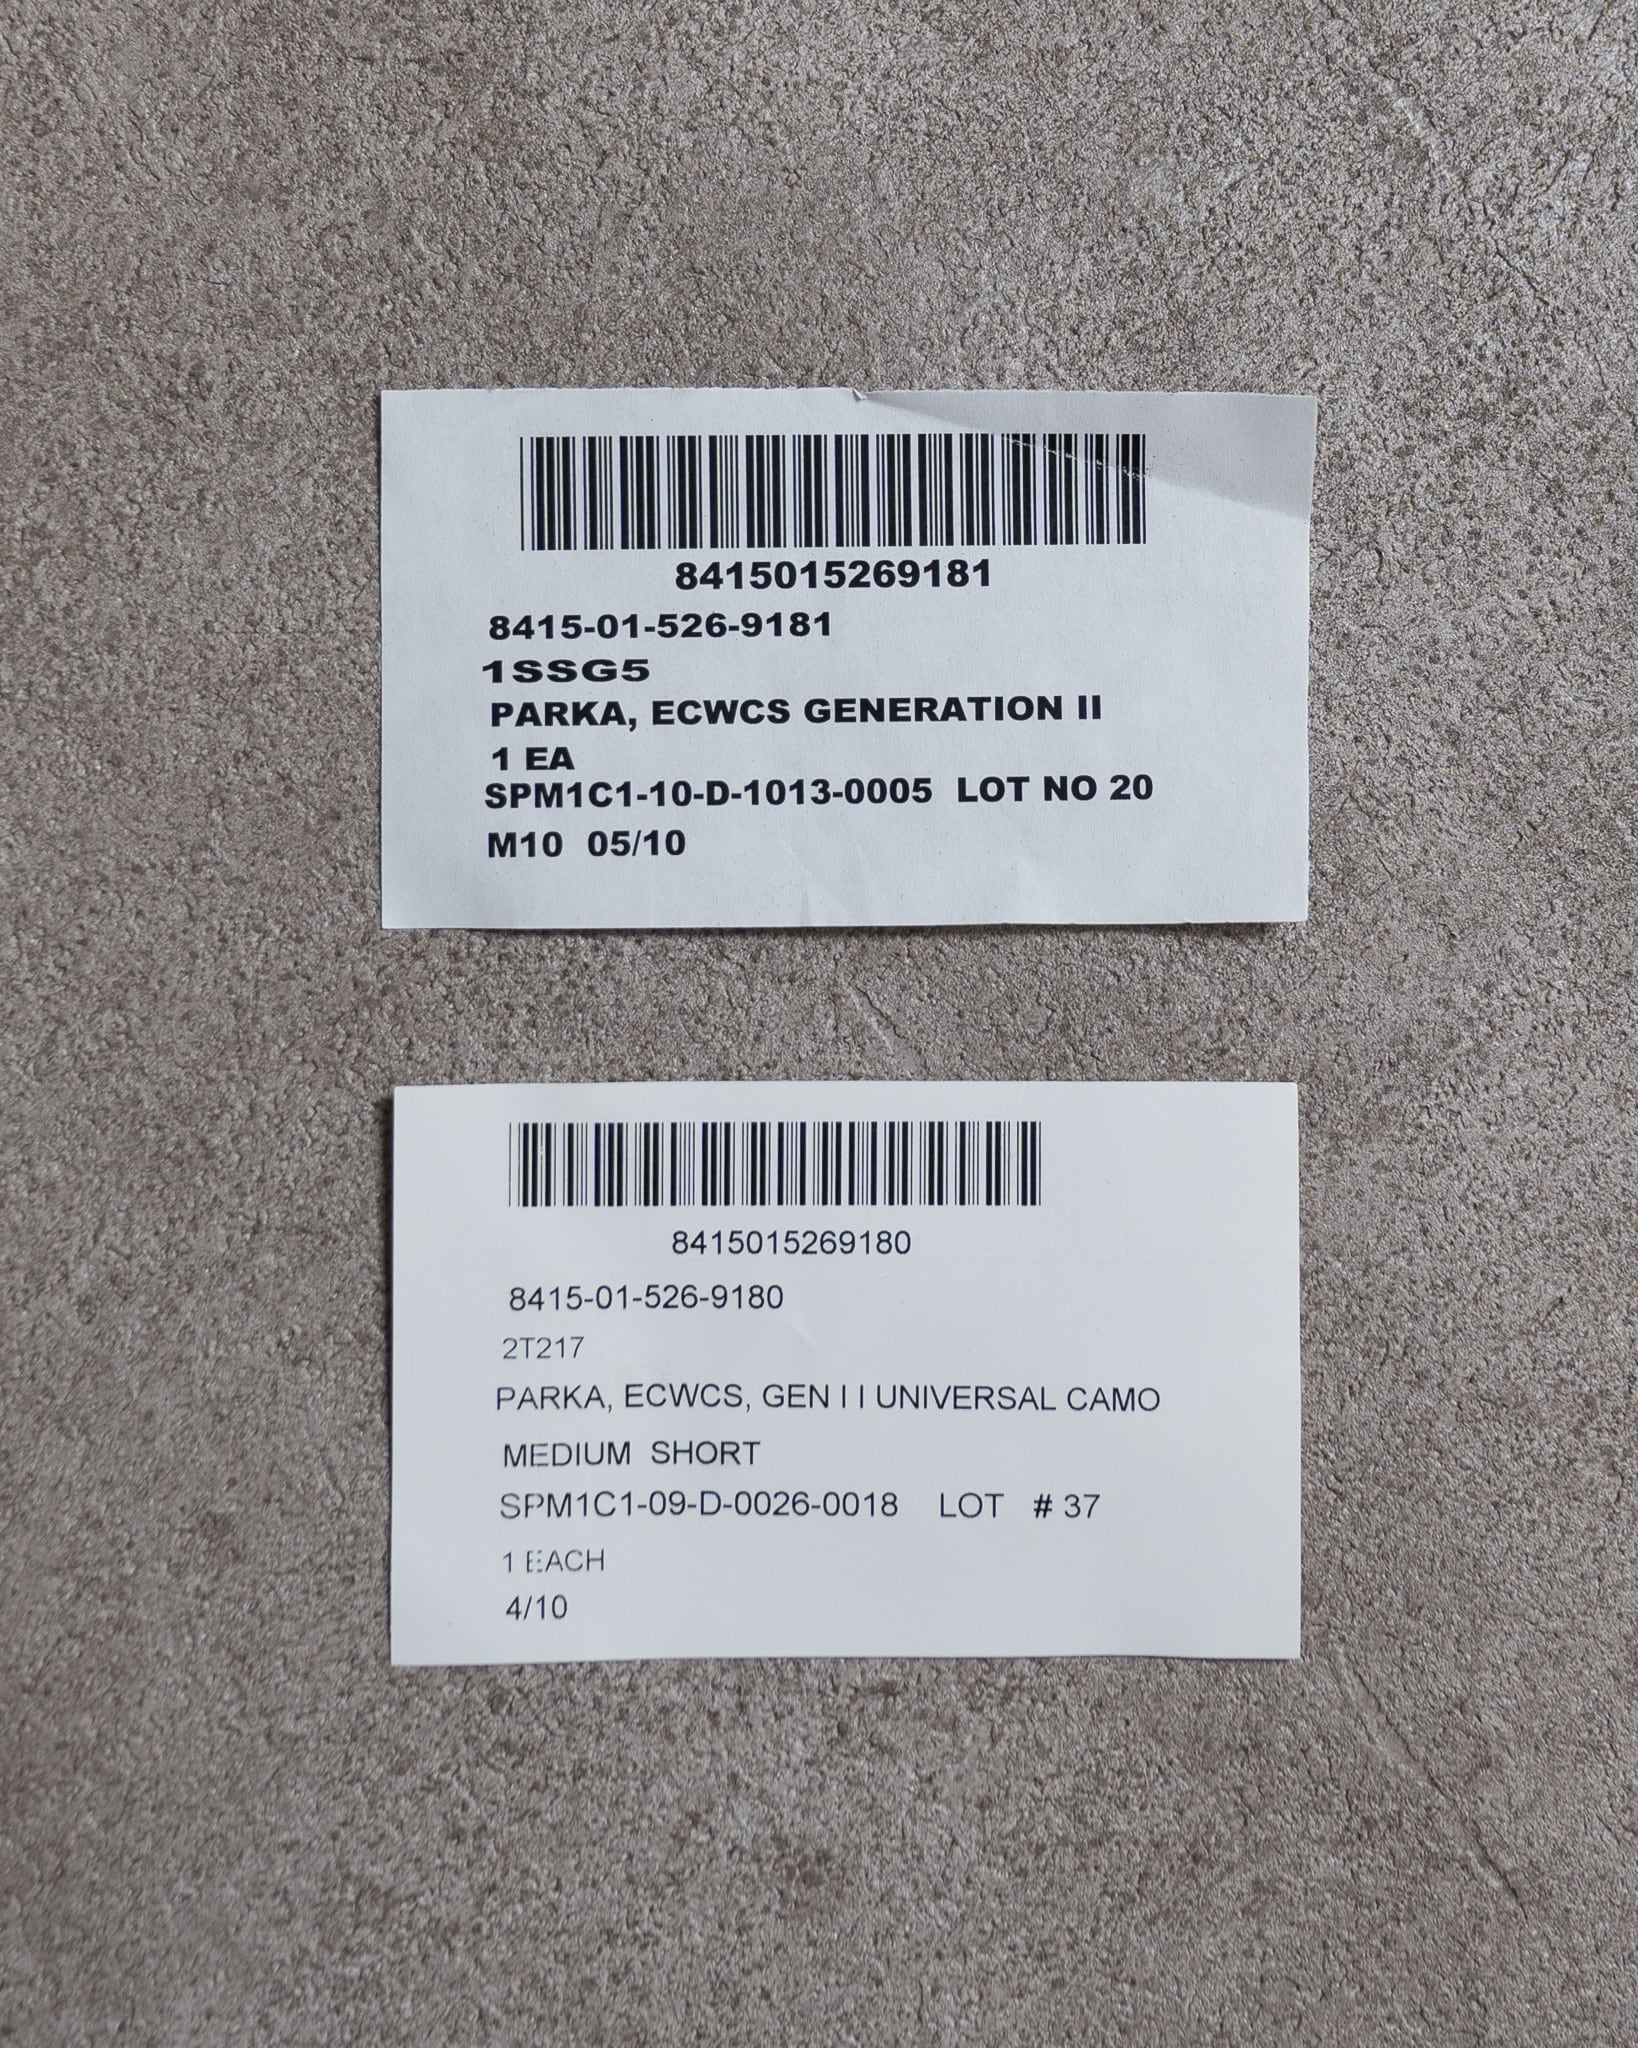 8415015269181
8415-01-526-9181
1SSG5
PARKA, ECWCS GENERATION II
1 EA
SPM1C1-10-D-1013-0005 LOT NO 20
M10 05/10
8415015269180
8415-01-526-9180
2T217
PARKA, ECWCS, GEN I I UNIVERSAL CAMO
MEDIUM SHORT
SPM1C1-09-D-0026-0018 LOT # 37
1 EACH
4/10